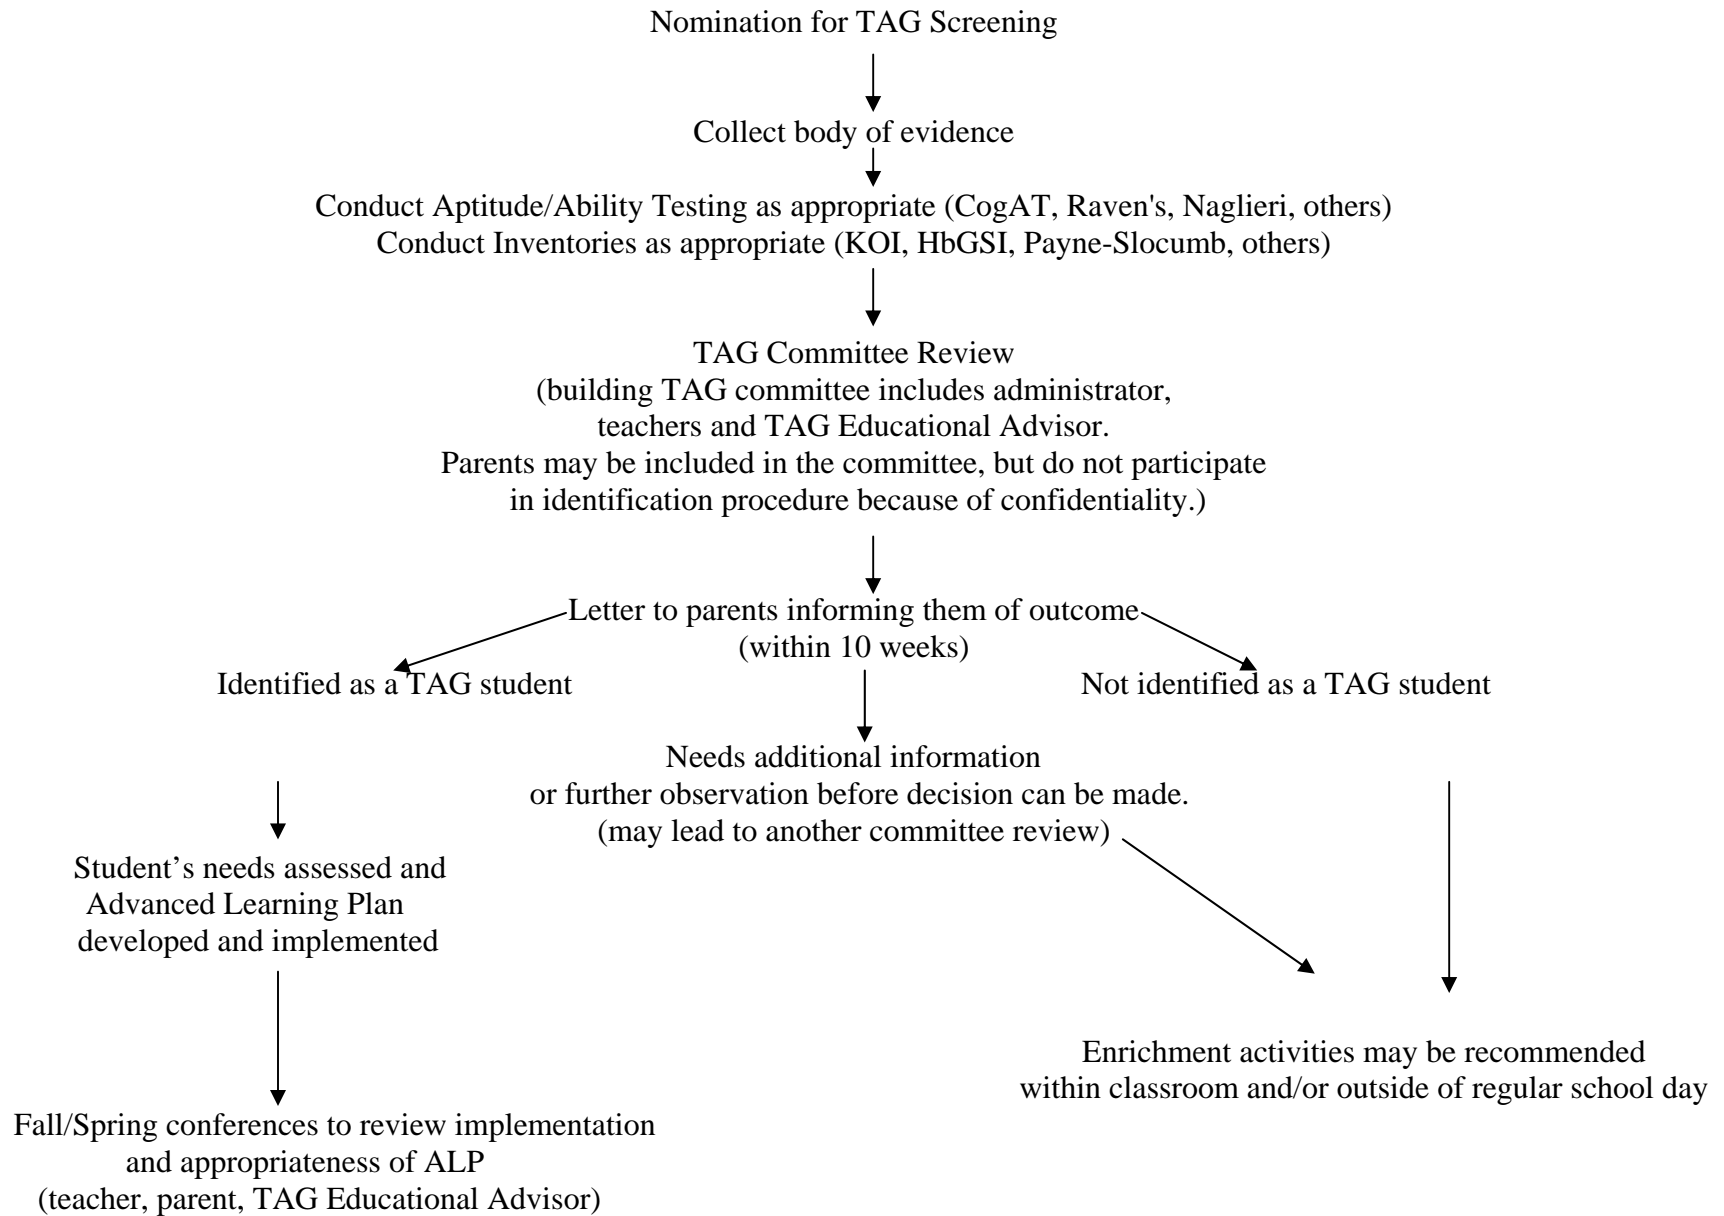 Nomination for TAG Screening
Collect body of evidence
Conduct Aptitude/Ability Testing as appropriate (CogAT, Raven's, Naglieri, others)
Conduct Inventories as appropriate (KOI, HbGSI, Payne-Slocumb, others)
TAG Committee Review
(building TAG committee includes administrator,
teachers and TAG Educational Advisor.
Parents may be included in the committee, but do not participate
in identification procedure because of confidentiality.)
Letter to parents informing them of outcome
(within 10 weeks)
Identified as a TAG student
Not identified as a TAG student
Needs additional information
or further observation before decision can be made.
(may lead to another committee review)
Student’s needs assessed and
Advanced Learning Plan
developed and implemented
Enrichment activities may be recommended
within classroom and/or outside of regular school day
Fall/Spring conferences to review implementation
and appropriateness of ALP
(teacher, parent, TAG Educational Advisor)